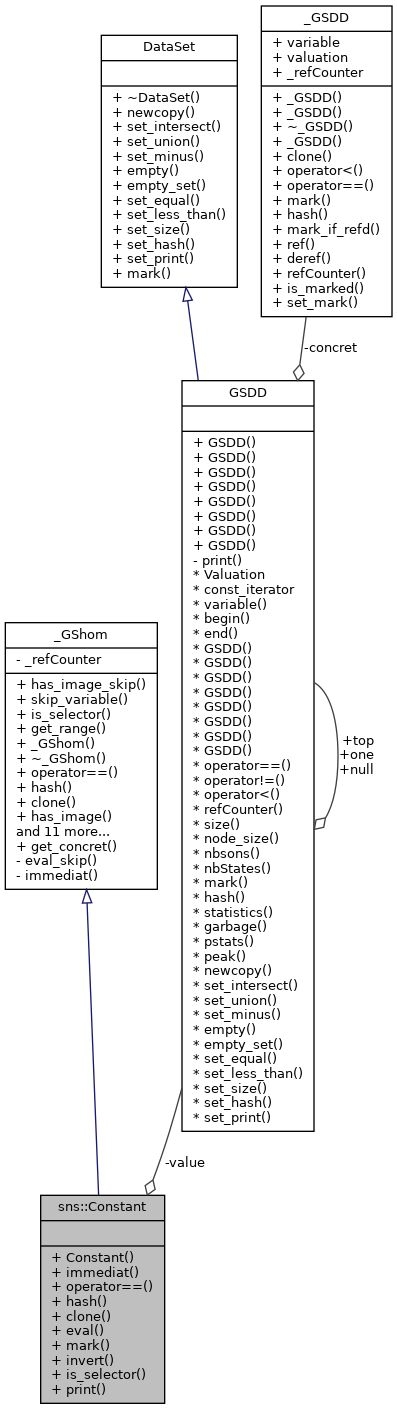 _GSDD
+ variable
+ valuation
+ _refCounter
+ _GSDD()
+ _GSDD()
+ ~_GSDD()
+ _GSDD()
+ clone()
+ operator<()
+ operator==()
+ mark()
+ hash()
+ mark_if_refd()
+ ref()
+ deref()
+ refCounter()
+ is_marked()
+ set_mark()
DataSet
+ ~DataSet()
+ newcopy()
+ set_intersect()
+ set_union()
+ set_minus()
+ empty()
+ empty_set()
+ set_equal()
+ set_less_than()
+ set_size()
+ set_hash()
+ set_print()
+ mark()
-concret
GSDD
+ GSDD()
+ GSDD()
+ GSDD()
+ GSDD()
+ GSDD()
+ GSDD()
+ GSDD()
+ GSDD()
- print()
* Valuation
* const_iterator
* variable()
* begin()
* end()
* GSDD()
* GSDD()
* GSDD()
* GSDD()
* GSDD()
* GSDD()
* GSDD()
* GSDD()
* operator==()
* operator!=()
* operator<()
* refCounter()
* size()
* node_size()
* nbsons()
* nbStates()
* mark()
* hash()
* statistics()
* garbage()
* pstats()
* peak()
* newcopy()
* set_intersect()
* set_union()
* set_minus()
* empty()
* empty_set()
* set_equal()
* set_less_than()
* set_size()
* set_hash()
* set_print()
+top
+one
+null
_GShom
- _refCounter
+ has_image_skip()
+ skip_variable()
+ is_selector()
+ get_range()
+ _GShom()
+ ~_GShom()
+ operator==()
+ hash()
+ clone()
+ has_image()
and 11 more...
+ get_concret()
- eval_skip()
- immediat()
-value
sns::Constant
+ Constant()
+ immediat()
+ operator==()
+ hash()
+ clone()
+ eval()
+ mark()
+ invert()
+ is_selector()
+ print()